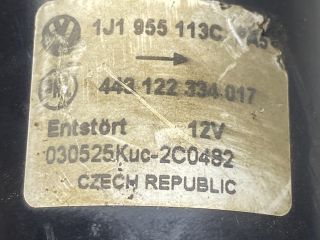 1J1 955 113C
443 122 334 017
Entstört 12V
030525Kuc-2C0482
CZECH REPUBLIC